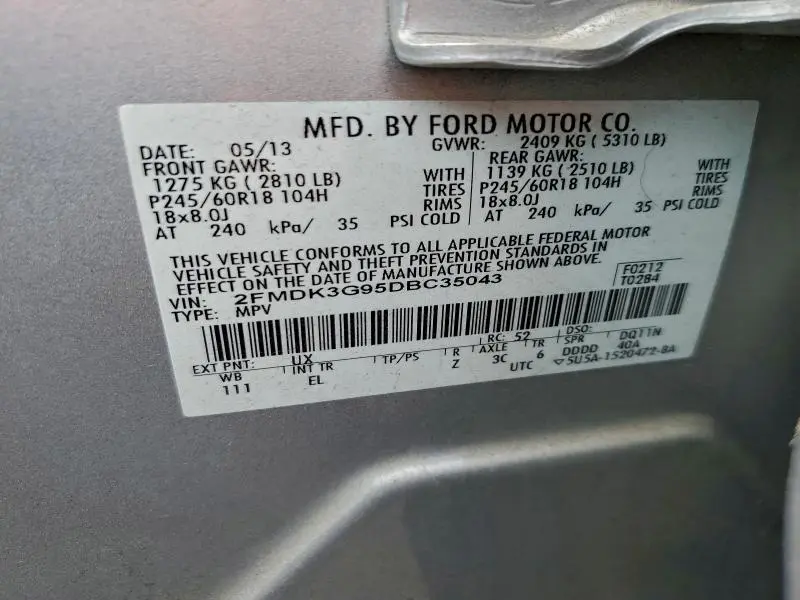 MFD. BY FORD MOTOR CO.
DATE: 05/13 GVWR: 2409 KG ( 5310 LB)
FRONT GAWR: REAR GAWR:
1275 KG ( 2810 LB) WITH 1139 KG ( 2510 LB) WITH
P245/60R18 104H TIRES P245/60R18 104H TIRES
18x8.0J RIMS 18x8.0J RIMS
AT 240 kPa/ 35 PSI COLD AT 240 kPa/ 35 PSI COLD
THIS VEHICLE CONFORMS TO ALL APPLICABLE FEDERAL MOTOR
VEHICLE SAFETY AND THEFT PREVENTION STANDARDS IN
EFFECT ON THE DATE OF MANUFACTURE SHOWN ABOVE.
VIN: 2FMDK3G95DBC35043 F0212
TYPE: MPV T0284
EXT PNT: UX RC: 52 DSO:
WB INT TR TP/PS R AXLE TR SPR DQ11N
111 EL Z 3C 6 DDDD 40A
UTC ▽5U5A-1520472-8A